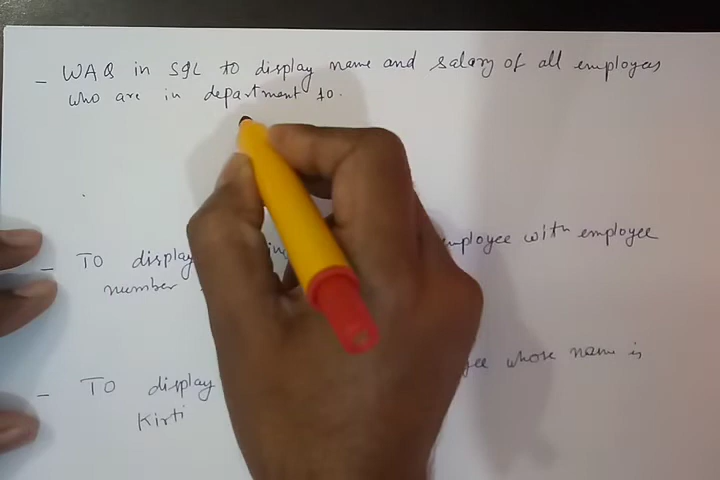 - WAQ in SQL to display name and salary of all employees
who are in department 10.
- TO display employee with employee
number
- TO display whose name is
Kirti